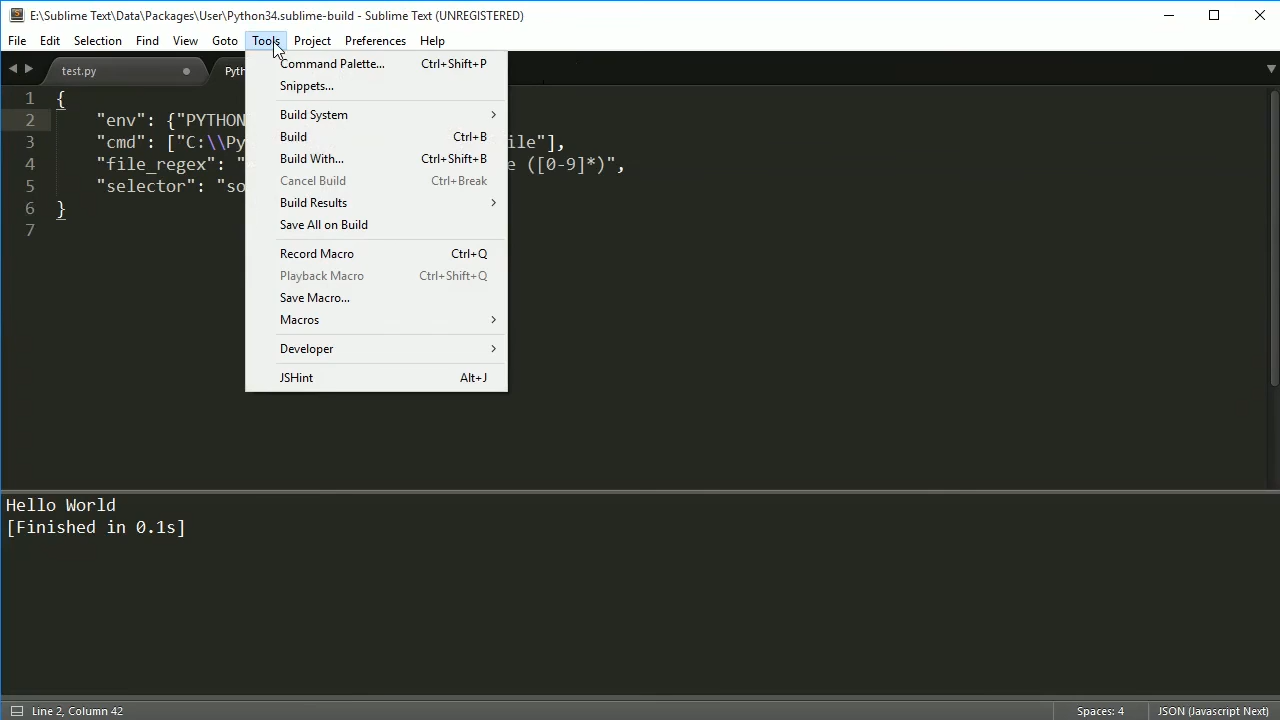 E:\Sublime Text\Data\Packages\User\Python34.sublime-build - Sublime Text (UNREGISTERED)
File Edit Selection Find View Goto Tools Project Preferences Help
test.py Pyth
Command Palette... Ctrl+Shift+P
Snippets...
Build System
Build Ctrl+B
Build With... Ctrl+Shift+B
Cancel Build Ctrl+Break
Build Results
Save All on Build
Record Macro Ctrl+Q
Playback Macro Ctrl+Shift+Q
Save Macro...
Macros
Developer
JSHint Alt+J
1 {
2 "env": {"PYTHON
3 "cmd": ["C:\\Py ile"],
4 "file_regex": " e ([0-9]*)",
5 "selector": "so
6 }
7
Hello World
[Finished in 0.1s]
Line 2, Column 42 Spaces: 4 JSON (Javascript Next)